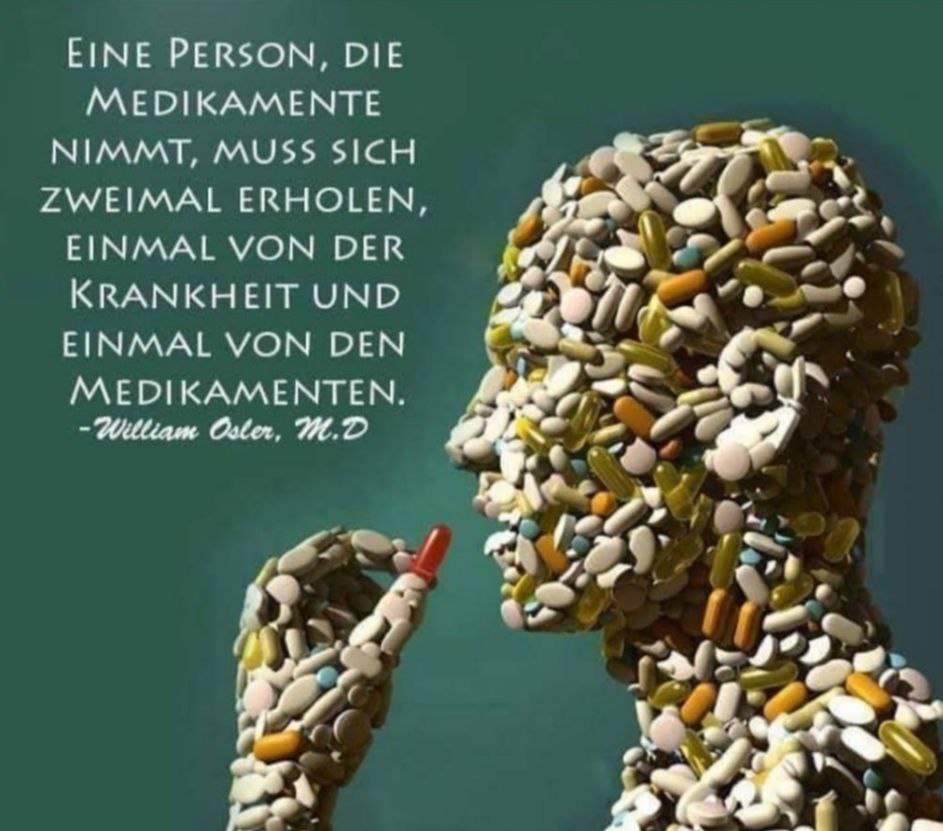 Eine Person, die
Medikamente
nimmt, muss sich
zweimal erholen,
einmal von der
Krankheit und
einmal von den
Medikamenten.
-William Osler, M.D